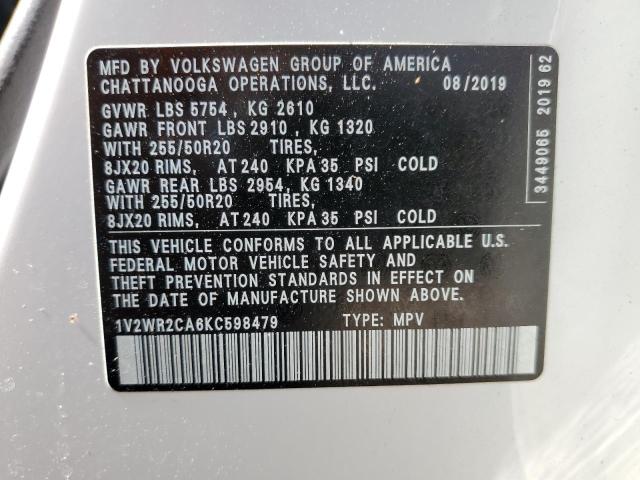 MFD BY VOLKSWAGEN GROUP OF AMERICA
CHATTANOOGA OPERATIONS, LLC. 08/2019
GVWR LBS 5754 , KG 2610
GAWR FRONT LBS 2910 , KG 1320
WITH 255/50R20 TIRES,
8JX20 RIMS, AT 240 KPA 35 PSI COLD
GAWR REAR LBS 2954 , KG 1340
WITH 255/50R20 TIRES,
8JX20 RIMS, AT 240 KPA 35 PSI COLD
THIS VEHICLE CONFORMS TO ALL APPLICABLE U.S.
FEDERAL MOTOR VEHICLE SAFETY AND
THEFT PREVENTION STANDARDS IN EFFECT ON
THE DATE OF MANUFACTURE SHOWN ABOVE.
1V2WR2CA6KC598479 TYPE: MPV
3449065 2019 62